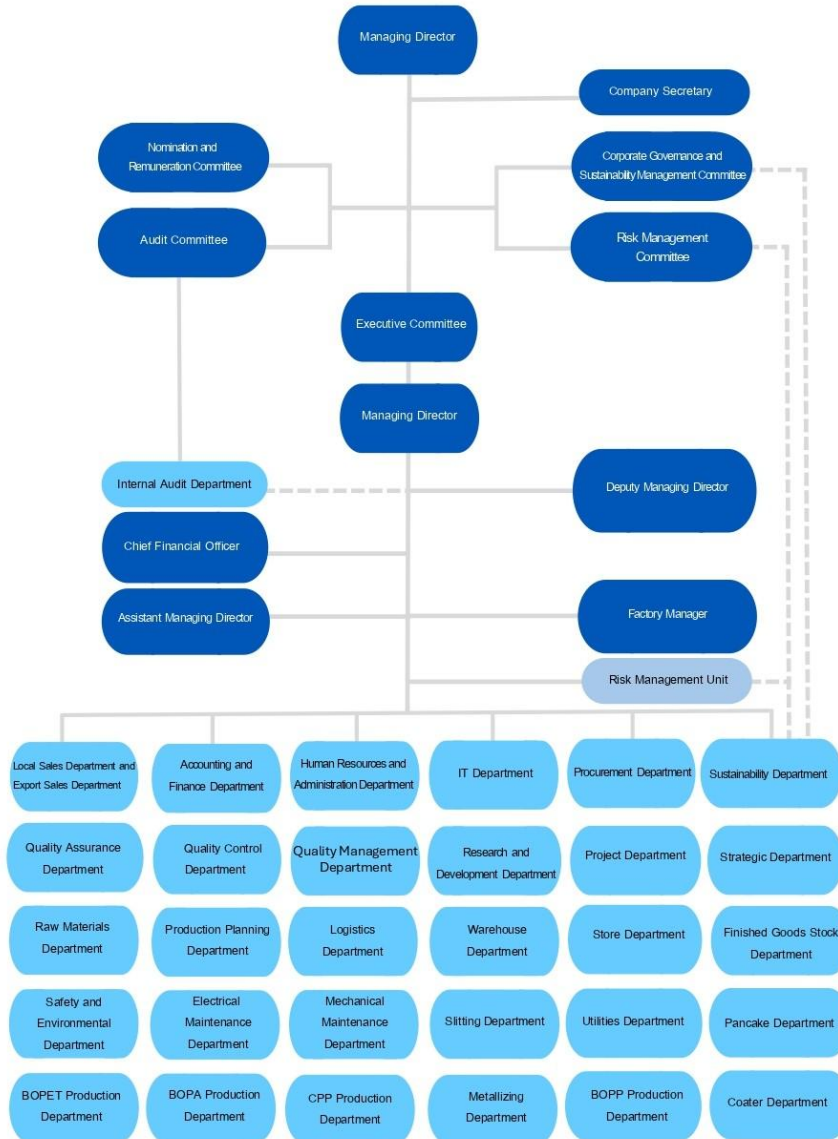 Managing Director
Company Secretary
Nomination and
Remuneration Committee
Corporate Governance and
Sustainability Management Committee
Audit Committee
Risk Management
Committee
Executive Committee
Managing Director
Internal Audit Department
Deputy Managing Director
Chief Financial Officer
Assistant Managing Director
Factory Manager
Risk Management Unit
Local Sales Department and
Export Sales Department
Accounting and
Finance Department
Human Resources and
Administration Department
IT Department
Procurement Department
Sustainability Department
Quality Assurance
Department
Quality Control
Department
Quality Management
Department
Research and
Development Department
Project Department
Strategic Department
Raw Materials
Department
Production Planning
Department
Logistics
Department
Warehouse
Department
Store Department
Finished Goods Stock
Department
Safety and
Environmental
Department
Electrical
Maintenance
Department
Mechanical
Maintenance
Department
Slitting Department
Utilities Department
Pancake Department
BOPET Production
Department
BOPA Production
Department
CPP Production
Department
Metallizing
Department
BOPP Production
Department
Coater Department